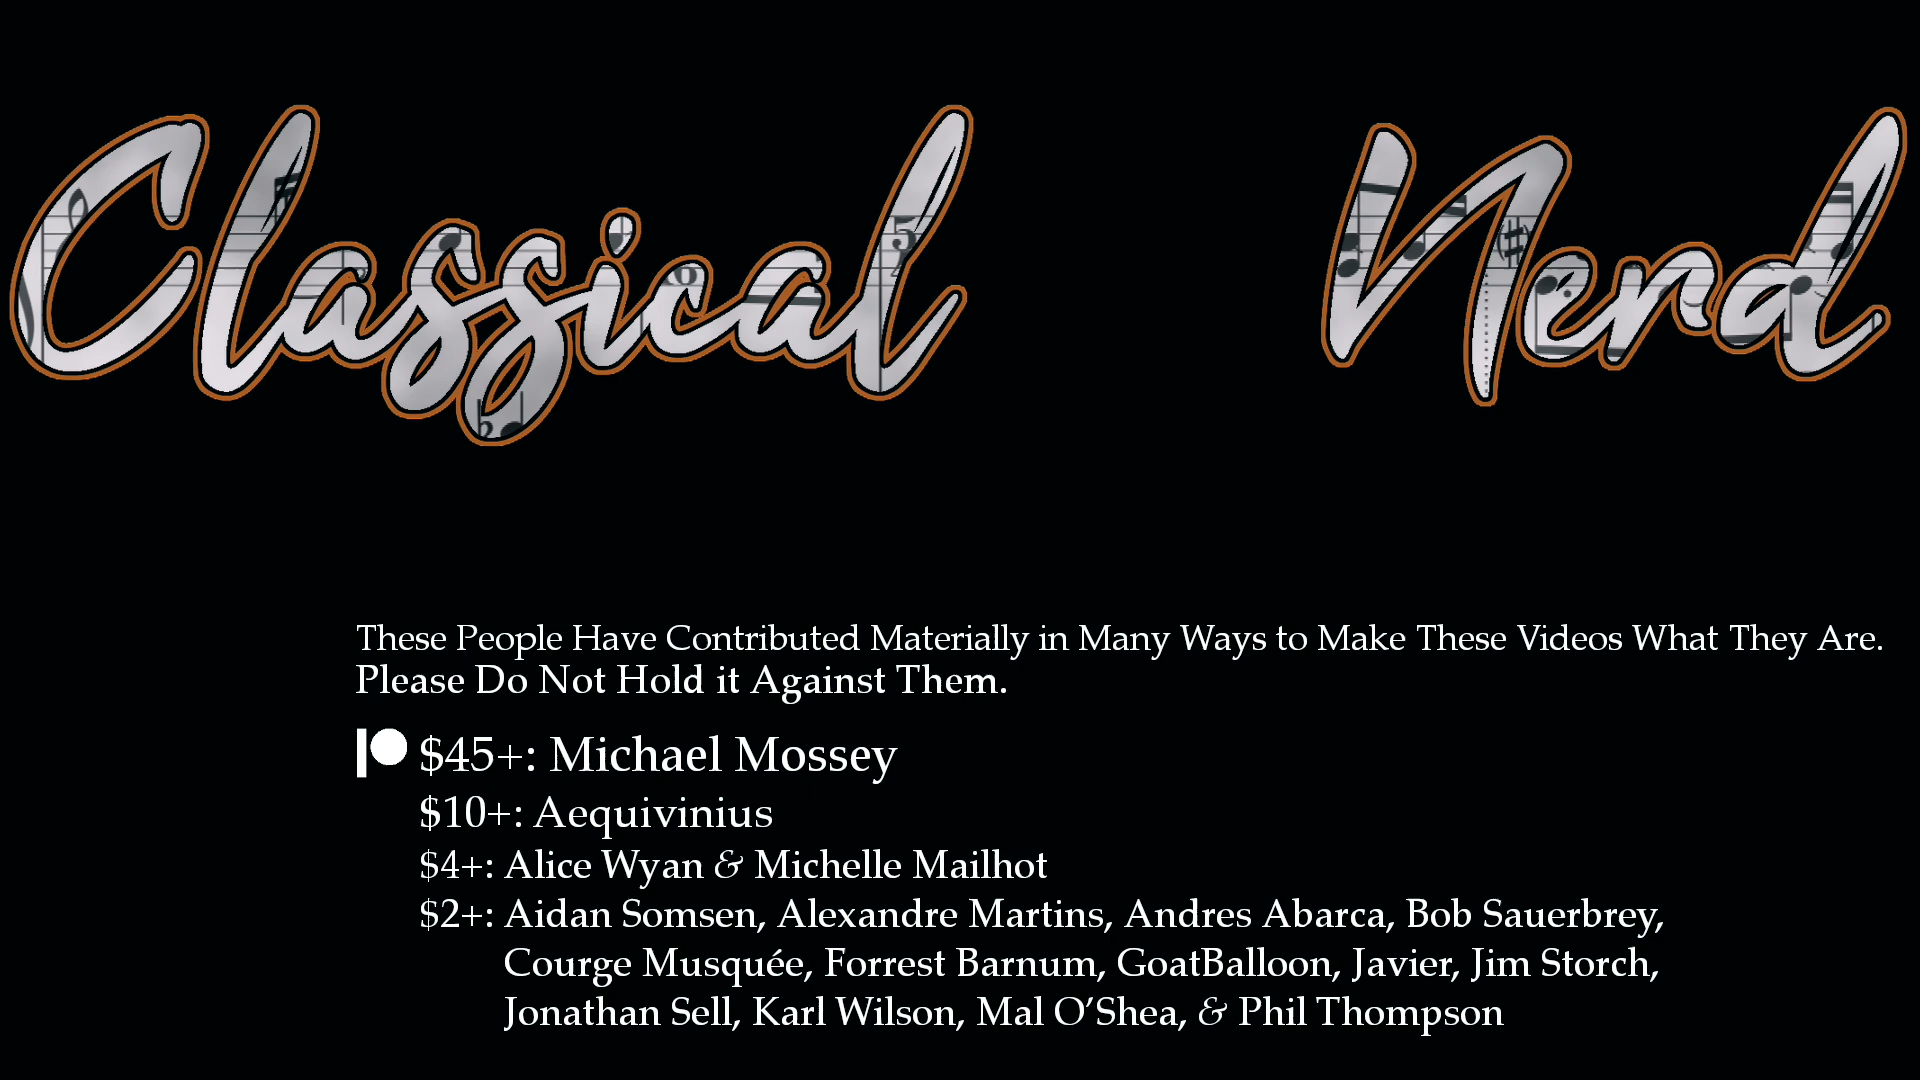 Classical Nerd
These People Have Contributed Materially in Many Ways to Make These Videos What They Are.
Please Do Not Hold it Against Them.
$45+: Michael Mossey
$10+: Aequivinius
$4+: Alice Wyan & Michelle Mailhot
$2+: Aidan Somsen, Alexandre Martins, Andres Abarca, Bob Sauerbrey,
Courge Musquée, Forrest Barnum, GoatBalloon, Javier, Jim Storch,
Jonathan Sell, Karl Wilson, Mal O’Shea, & Phil Thompson